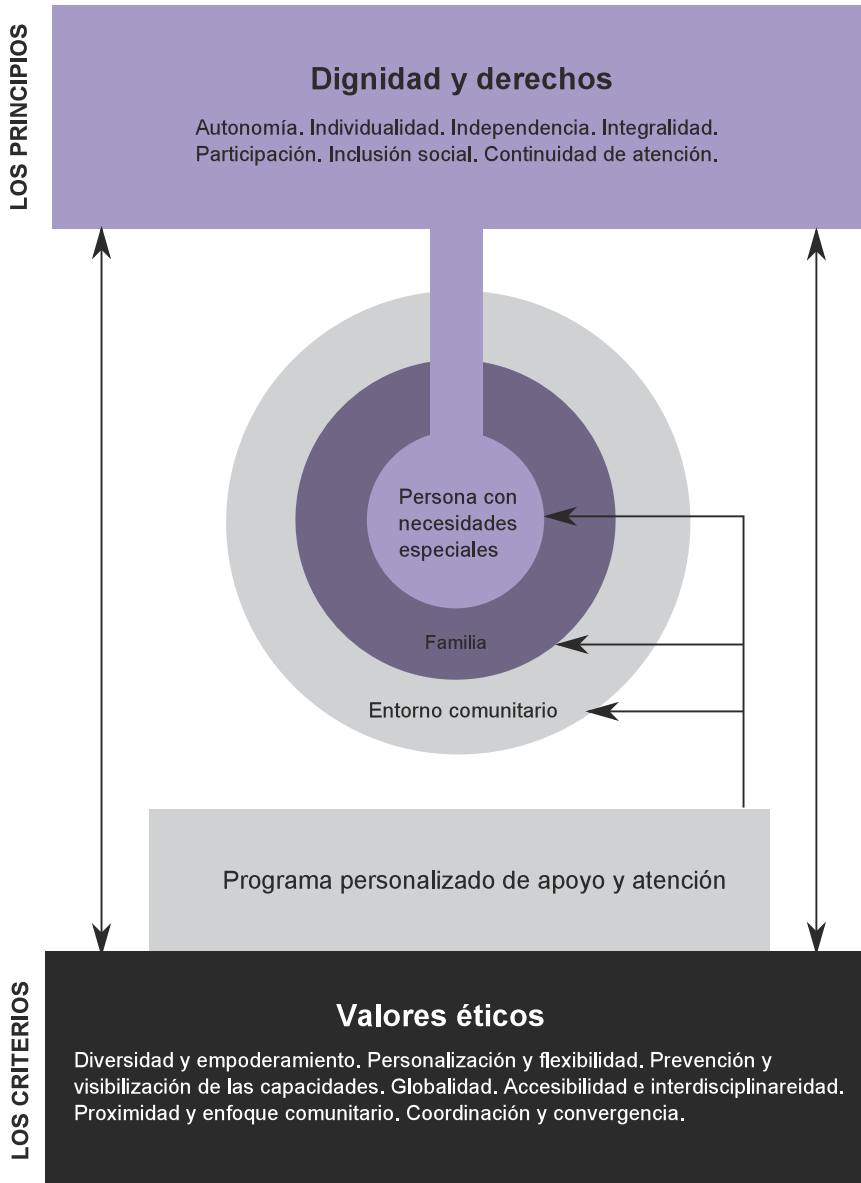 LOS PRINCIPIOS
Dignidad y derechos
Autonomía. Individualidad. Independencia. Integralidad.
Participación. Inclusión social. Continuidad de atención.
Persona con
necesidades
especiales
Familia
Entorno comunitario
Programa personalizado de apoyo y atención
LOS CRITERIOS
Valores éticos
Diversidad y empoderamiento. Personalización y flexibilidad. Prevención y
visibilización de las capacidades. Globalidad. Accesibilidad e interdisciplinareidad.
Proximidad y enfoque comunitario. Coordinación y convergencia.